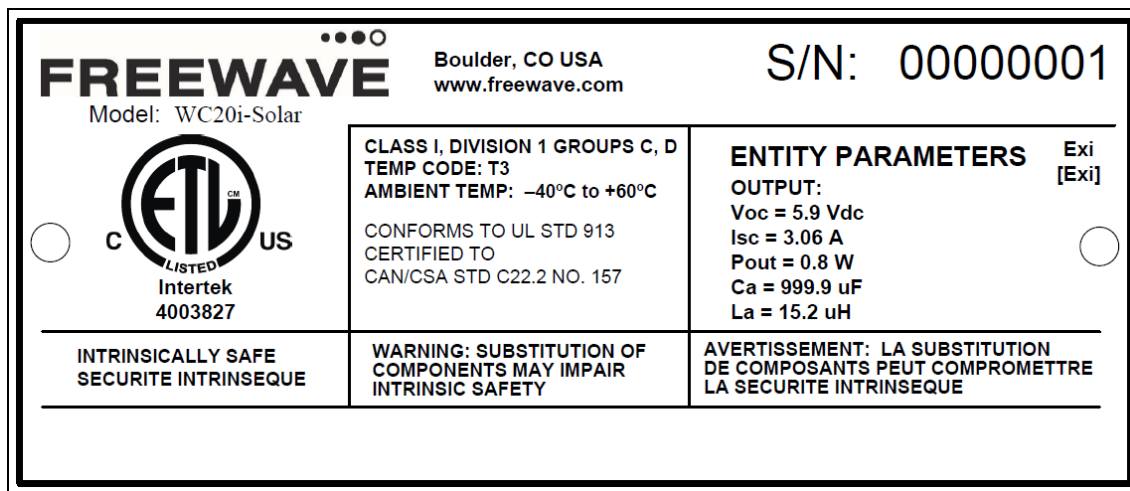 FREEWAVE
Boulder, CO USA
www.freewave.com
S/N: 00000001
Model: WC20i-Solar
ETL
CM
C
US
LISTED
Intertek
4003827
CLASS I, DIVISION 1 GROUPS C, D
TEMP CODE: T3
AMBIENT TEMP: –40ºC to +60ºC
CONFORMS TO UL STD 913
CERTIFIED TO
CAN/CSA STD C22.2 NO. 157
ENTITY PARAMETERS
Exi
[Exi]
OUTPUT:
Voc = 5.9 Vdc
Isc = 3.06 A
Pout = 0.8 W
Ca = 999.9 uF
La = 15.2 uH
INTRINSICALLY SAFE
SECURITE INTRINSEQUE
WARNING: SUBSTITUTION OF
COMPONENTS MAY IMPAIR
INTRINSIC SAFETY
AVERTISSEMENT: LA SUBSTITUTION
DE COMPOSANTS PEUT COMPROMETTRE
LA SECURITE INTRINSEQUE